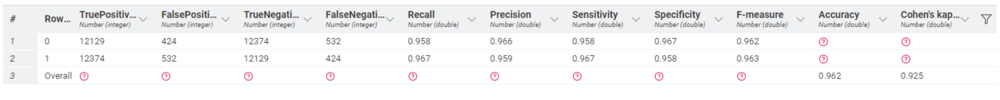 # Row... TruePositiv... FalsePositi... TrueNegati... FalseNegati... Recall Precision Sensitivity Specificity F-measure Accuracy Cohen's kap...
Number (integer) Number (integer) Number (integer) Number (integer) Number (double) Number (double) Number (double) Number (double) Number (double) Number (double) Number (double)
1 0 12129 424 12374 532 0.958 0.966 0.958 0.967 0.962 ? ?
2 1 12374 532 12129 424 0.967 0.959 0.967 0.958 0.963 ? ?
3 Overall ? ? ? ? ? ? ? ? ? 0.962 0.925